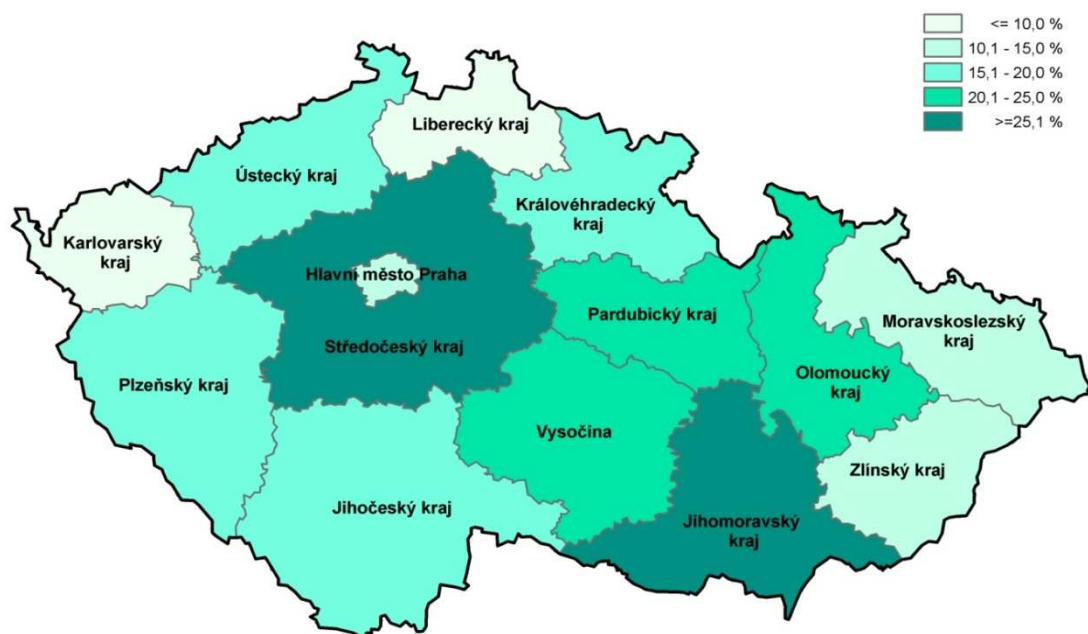 <= 10,0 %
10,1 - 15,0 %
15,1 - 20,0 %
20,1 - 25,0 %
>=25,1 %
Liberecký kraj
Ústecký kraj
Královéhradecký
kraj
Karlovarský
kraj
Hlavní město Praha
Pardubický kraj
Moravskoslezský
kraj
Středočeský kraj
Olomoucký
kraj
Plzeňský kraj
Vysočina
Zlínský kraj
Jihočeský kraj
Jihomoravský
kraj